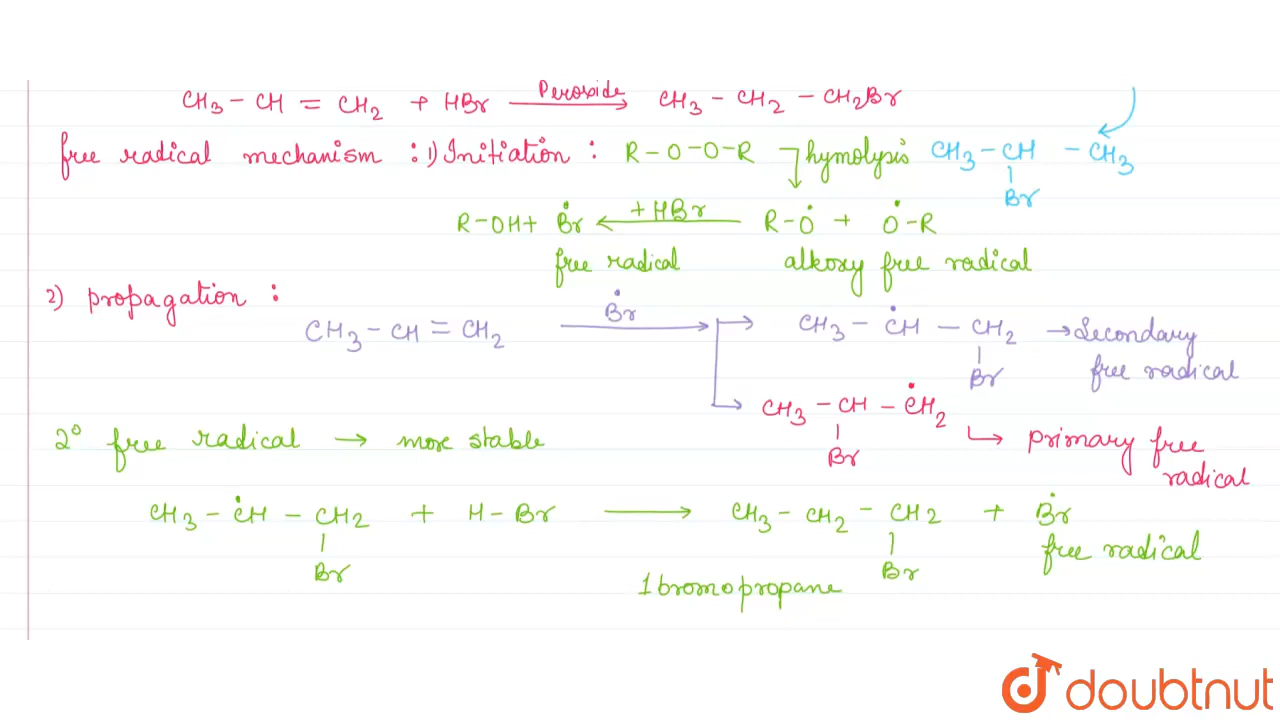 CH3 - CH = CH2 + HBr Peroxide⟶ CH3 - CH2 - CH2Br
free radical mechanism : 1) Initiation : R-O-O-R hymolysis CH3 - CH - CH3
Br
R-OH + Ḃr ⟵+HBr R-Ȯ + Ȯ-R
free radical alkoxy free radical
2) propagation :
CH3 - CH = CH2 Ḃr⟶ CH3 - ĊH - CH2 → Secondary
Br free radical
CH3 - CH - ĊH2
Br → primary free
radical
2° free radical → more stable
CH3 - ĊH - CH2 + H - Br ⟶ CH3 - CH2 - CH2 + Ḃr
Br Br free radical
1 bromopropane
doubtnut